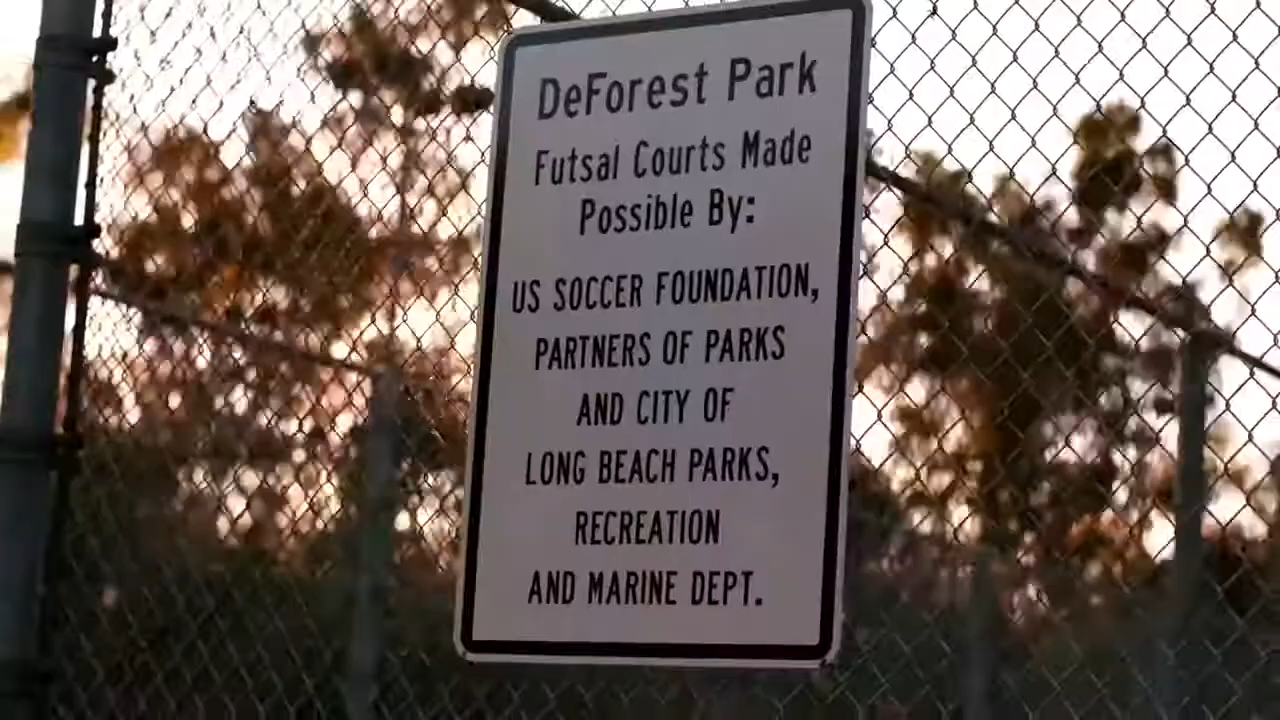 DeForest Park
Futsal Courts Made
Possible By:
US SOCCER FOUNDATION,
PARTNERS OF PARKS
AND CITY OF
LONG BEACH PARKS,
RECREATION
AND MARINE DEPT.